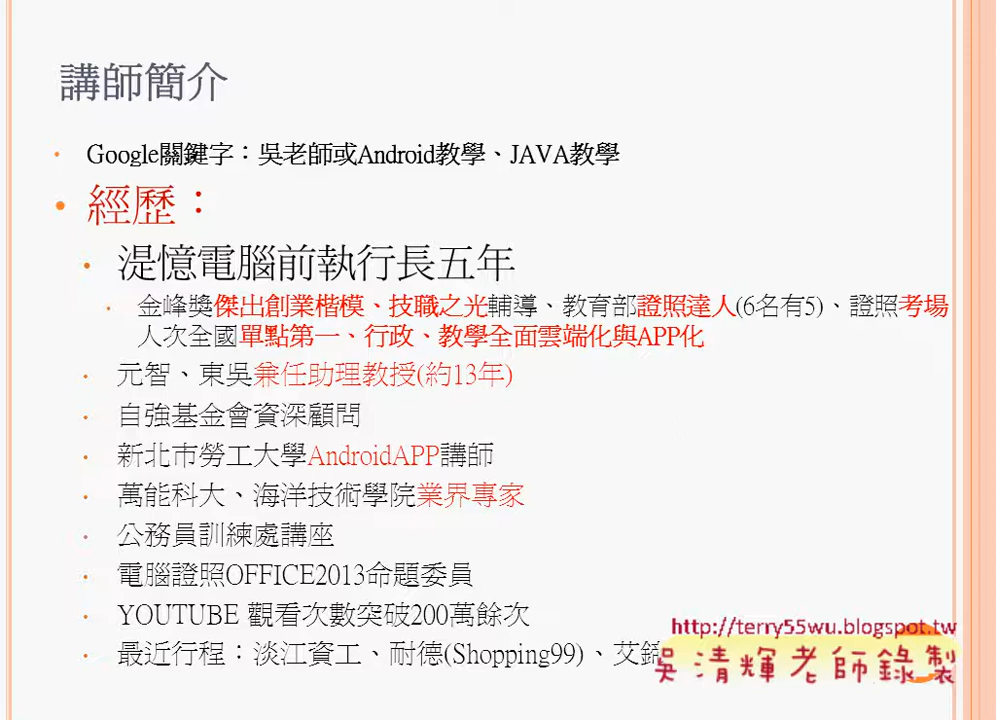 講師簡介
Google關鍵字：吳老師或Android教學、JAVA教學
經歷：
湜憶電腦前執行長五年
金峰獎傑出創業楷模、技職之光輔導、教育部證照達人(6名有5)、證照考場
人次全國單點第一、行政、教學全面雲端化與APP化
元智、東吳兼任助理教授(約13年)
自強基金會資深顧問
新北市勞工大學AndroidAPP講師
萬能科大、海洋技術學院業界專家
公務員訓練處講座
電腦證照OFFICE2013命題委員
YOUTUBE 觀看次數突破200萬餘次
最近行程：淡江資工、耐德(Shopping99)、艾
http://terry55wu.blogspot.tw
吳清輝老師錄製